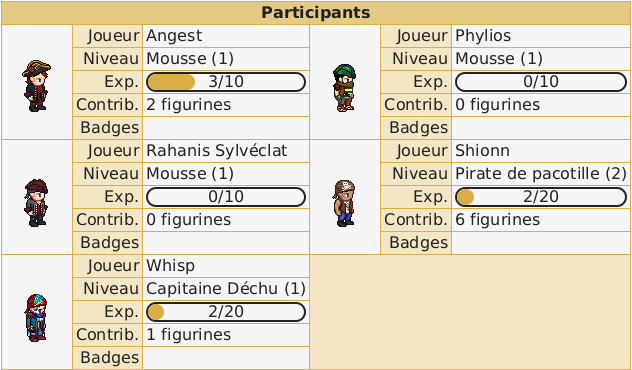 Participants
Joueur Angest
Niveau Mousse (1)
Exp. 3/10
Contrib. 2 figurines
Badges
Joueur Phylios
Niveau Mousse (1)
Exp. 0/10
Contrib. 0 figurines
Badges
Joueur Rahanis Sylvéclat
Niveau Mousse (1)
Exp. 0/10
Contrib. 0 figurines
Badges
Joueur Shionn
Niveau Pirate de pacotille (2)
Exp. 2/20
Contrib. 6 figurines
Badges
Joueur Whisp
Niveau Capitaine Déchu (1)
Exp. 2/20
Contrib. 1 figurines
Badges